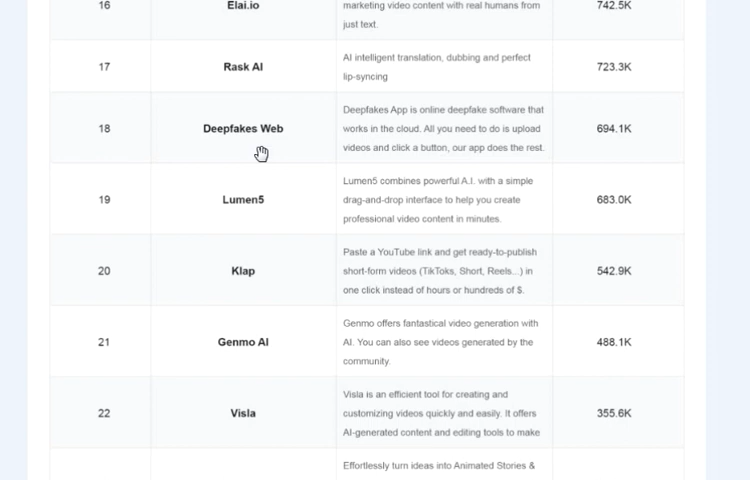 16
Elai.io
marketing video content with real humans from
just text.
742.5K
17
Rask AI
AI intelligent translation, dubbing and perfect
lip-syncing
723.3K
18
Deepfakes Web
Deepfakes App is online deepfake software that
works in the cloud. All you need to do is upload
videos and click a button, our app does the rest.
694.1K
19
Lumen5
Lumen5 combines powerful A.I. with a simple
drag-and-drop interface to help you create
professional video content in minutes.
683.0K
20
Klap
Paste a YouTube link and get ready-to-publish
short-form videos (TikToks, Short, Reels...) in
one click instead of hours or hundreds of $.
542.9K
21
Genmo AI
Genmo offers fantastical video generation with
AI. You can also see videos generated by the
community.
488.1K
22
Visla
Visla is an efficient tool for creating and
customizing videos quickly and easily. It offers
AI-generated content and editing tools to make
355.6K
Effortlessly turn ideas into Animated Stories &